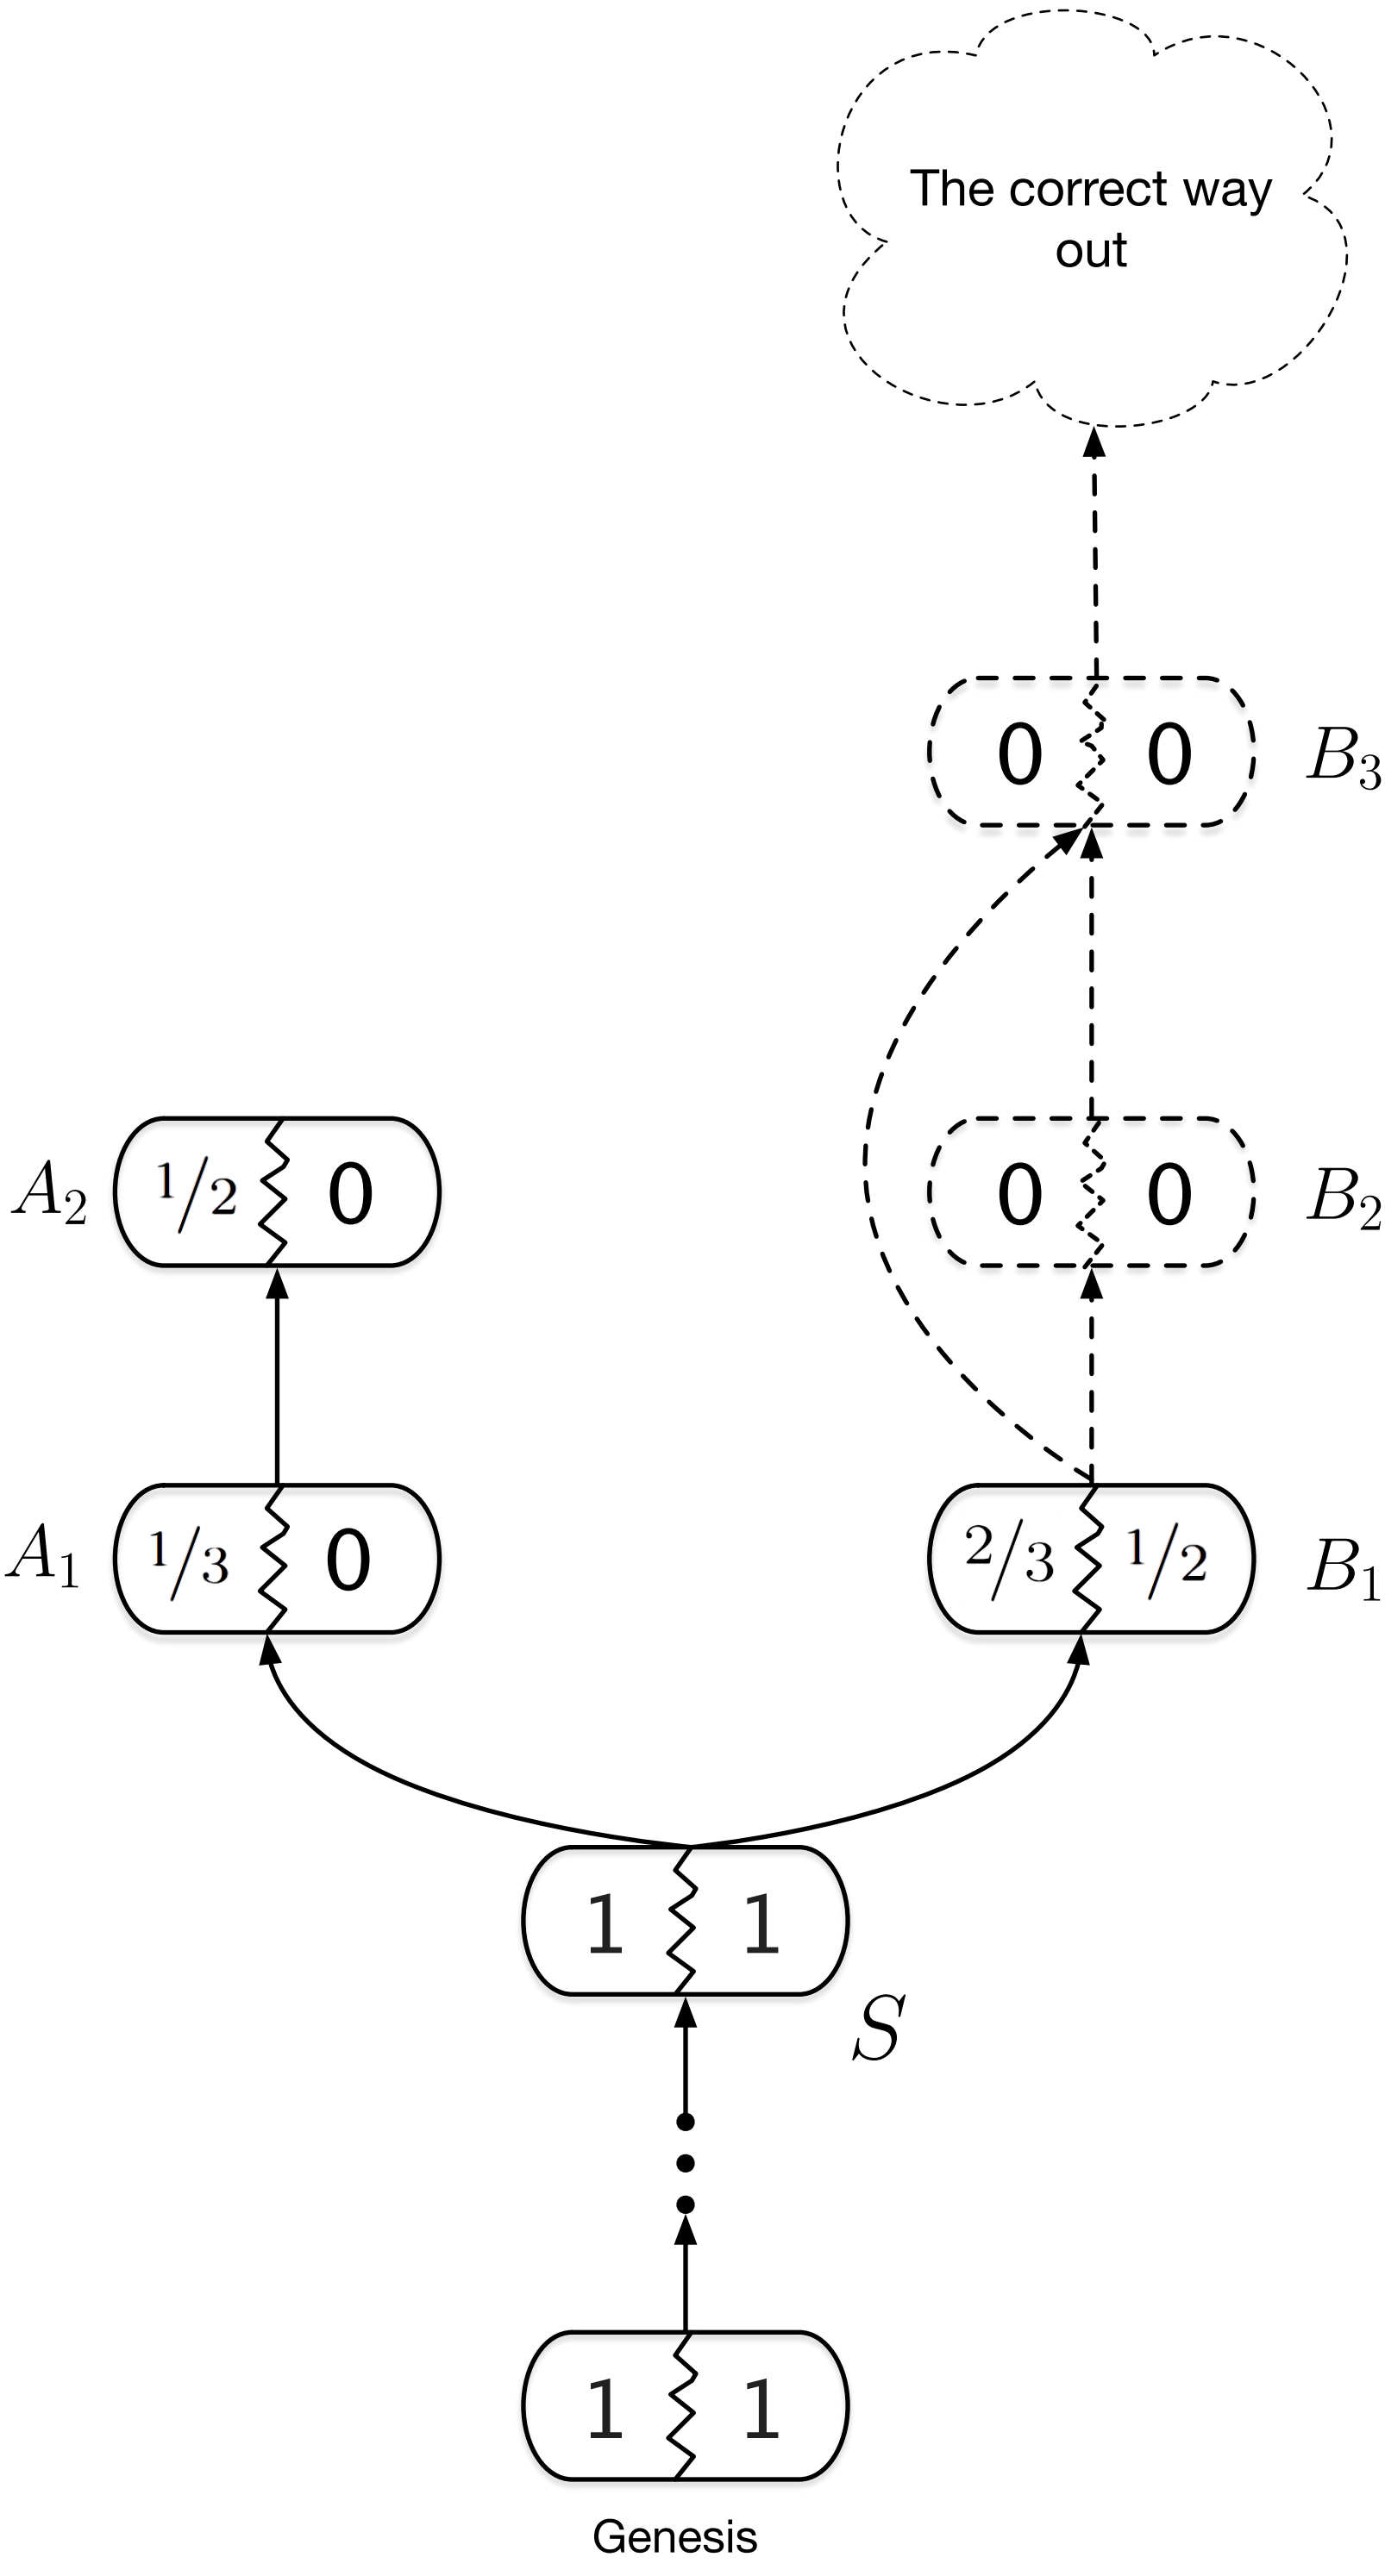 The correct way
out
0 0 B₃
A₂ 1/2 0
0 0 B₂
A₁ 1/3 0
2/3 1/2 B₁
1 1
S
1 1
Genesis